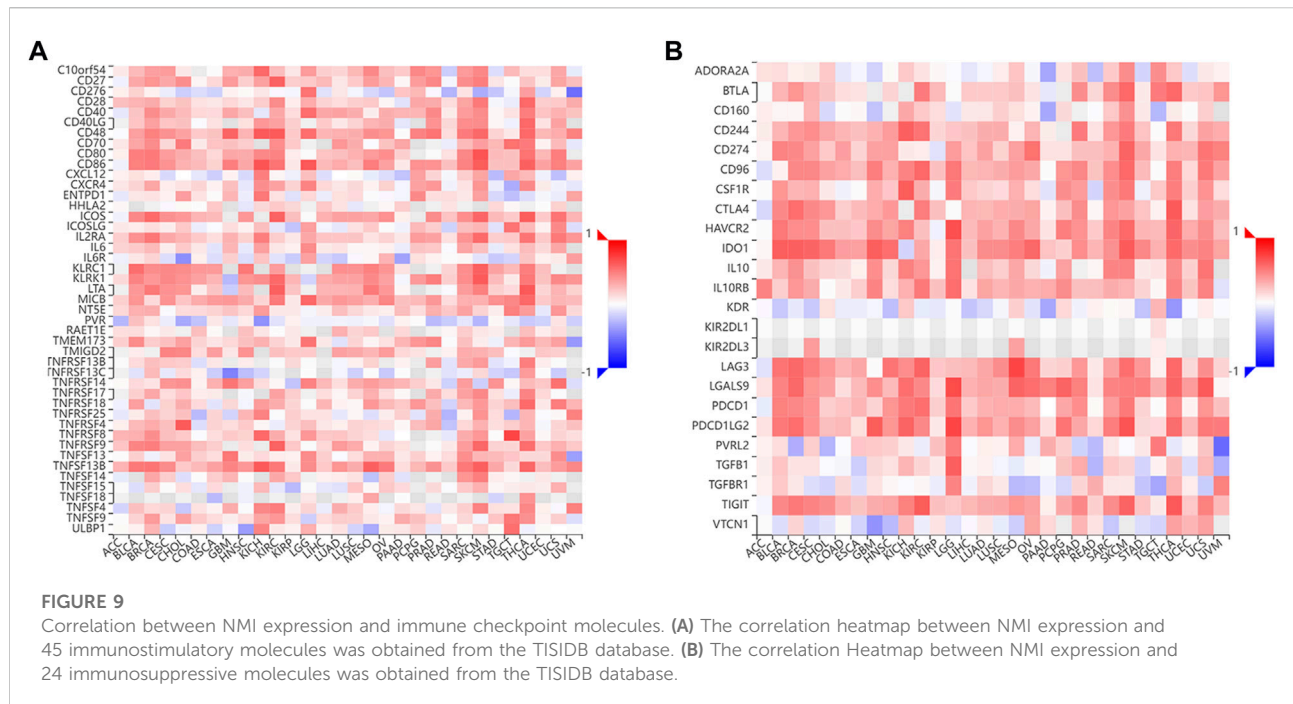 A
C10orf54
CD27
CD276
CD28
CD40
CD40LG
CD48
CD70
CD80
CD86
CXCL12
CXCR4
ENTPD1
HHLA2
ICOS
ICOSLG
IL2RA
IL6
IL6R
KLRC1
KLRK1
LTA
MICB
NT5E
PVR
RAET1E
TMEM173
TMIGD2
TNFRSF13B
TNFRSF13C
TNFRSF14
TNFRSF17
TNFRSF18
TNFRSF25
TNFRSF4
TNFRSF8
TNFRSF9
TNFSF13
TNFSF13B
TNFSF14
TNFSF15
TNFSF18
TNFSF4
TNFSF9
ULBP1
ACC BLCA BRCA CESC CHOL COAD ESCA GBM HNSC KICH KIRC KIRP LGG LIHC LUAD LUSC MESO OV PAAD PCPG PRAD READ SARC SKCM STAD TGCT THCA UCEC UCS UVM
1
-1
B
ADORA2A
BTLA
CD160
CD244
CD274
CD96
CSF1R
CTLA4
HAVCR2
IDO1
IL10
IL10RB
KDR
KIR2DL1
KIR2DL3
LAG3
LGALS9
PDCD1
PDCD1LG2
PVRL2
TGFB1
TGFBR1
TIGIT
VTCN1
ACC BLCA BRCA CESC CHOL COAD ESCA GBM HNSC KICH KIRC KIRP LGG LIHC LUAD LUSC MESO OV PAAD PCPG PRAD READ SARC SKCM STAD TGCT THCA UCEC UCS UVM
1
-1
FIGURE 9
Correlation between NMI expression and immune checkpoint molecules. (A) The correlation heatmap between NMI expression and
45 immunostimulatory molecules was obtained from the TISIDB database. (B) The correlation Heatmap between NMI expression and
24 immunosuppressive molecules was obtained from the TISIDB database.